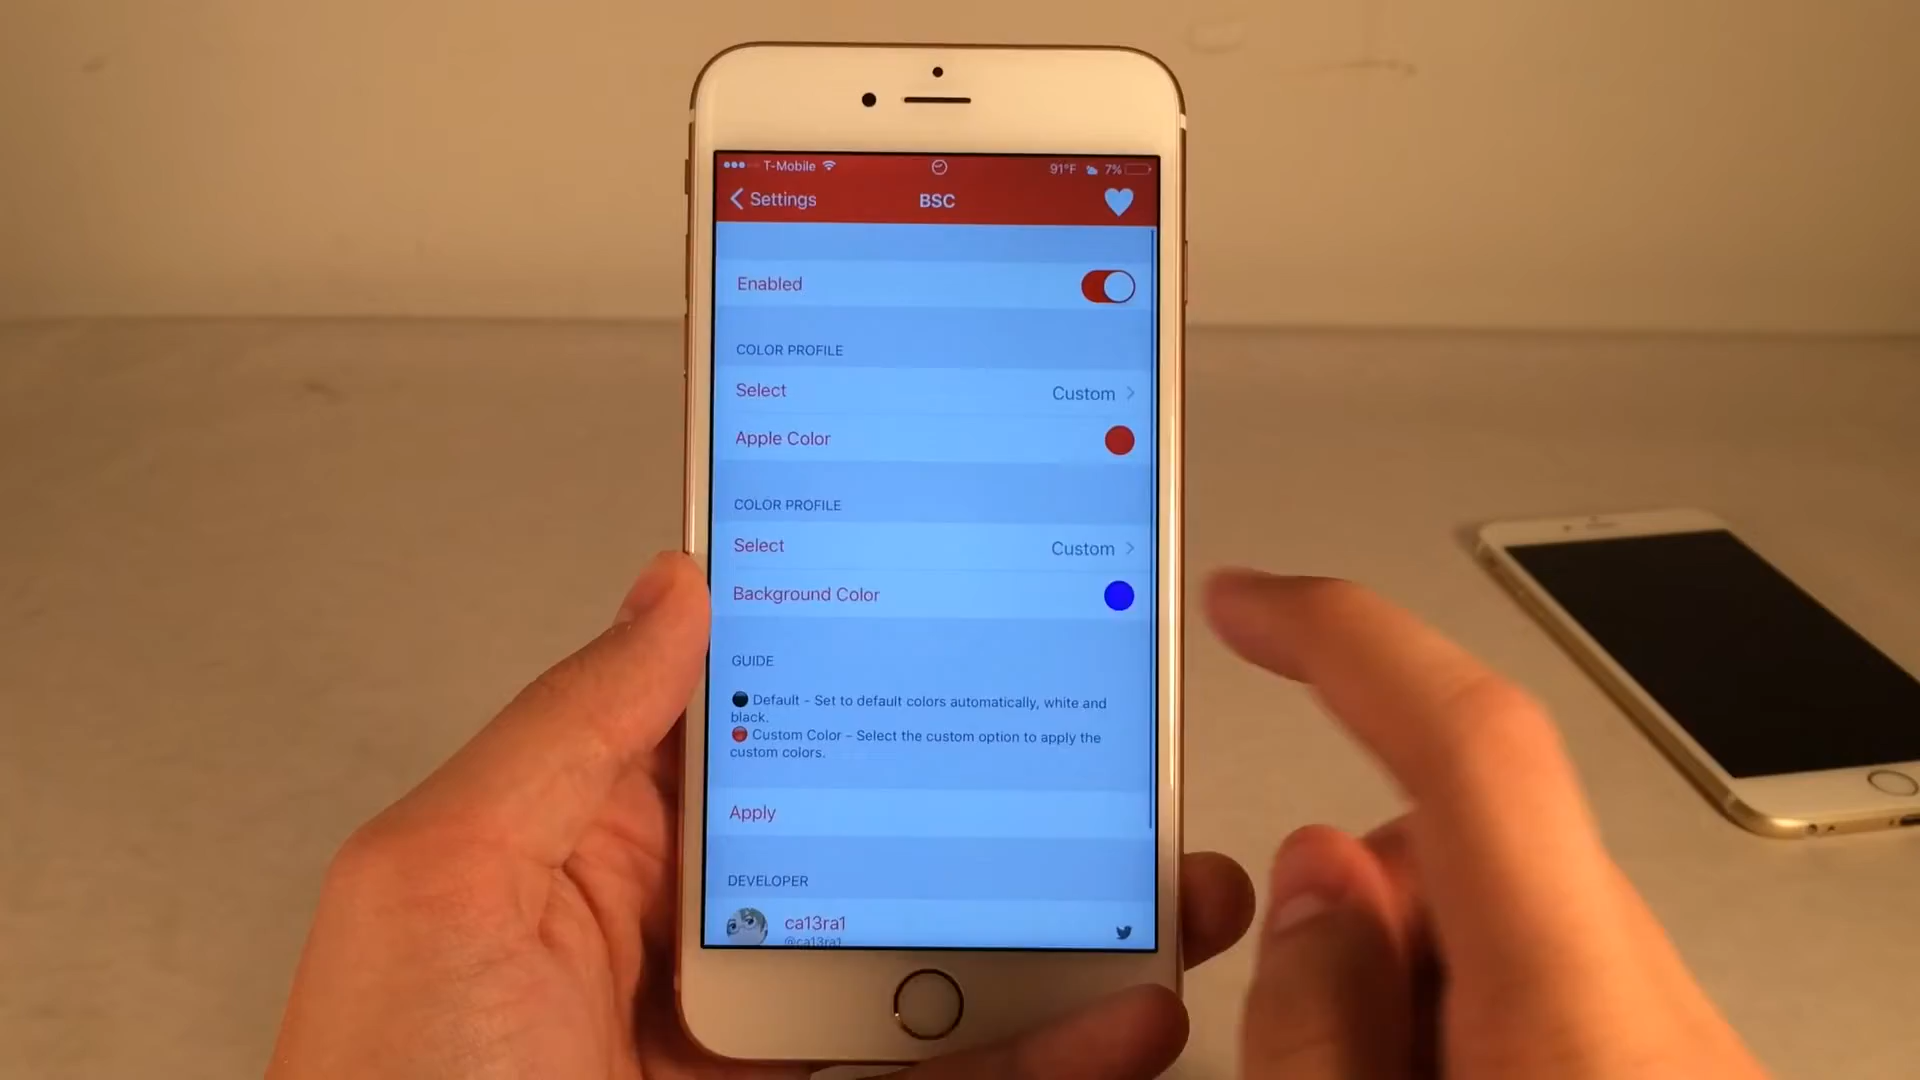 T-Mobile 91°F 7%
Settings BSC
Enabled
COLOR PROFILE
Select Custom
Apple Color
COLOR PROFILE
Select Custom
Background Color
GUIDE
Default - Set to default colors automatically, white and
black.
Custom Color - Select the custom option to apply the
custom colors.
Apply
DEVELOPER
ca13ra1
@ca13ra1